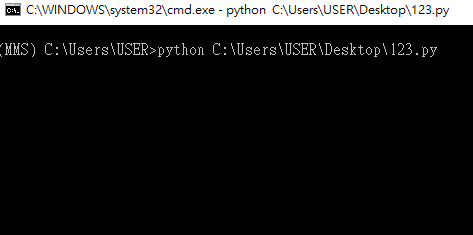 C:\WINDOWS\system32\cmd.exe - python  C:\Users\USER\Desktop\123.py
(MMS) C:\Users\USER>python C:\Users\USER\Desktop\123.py